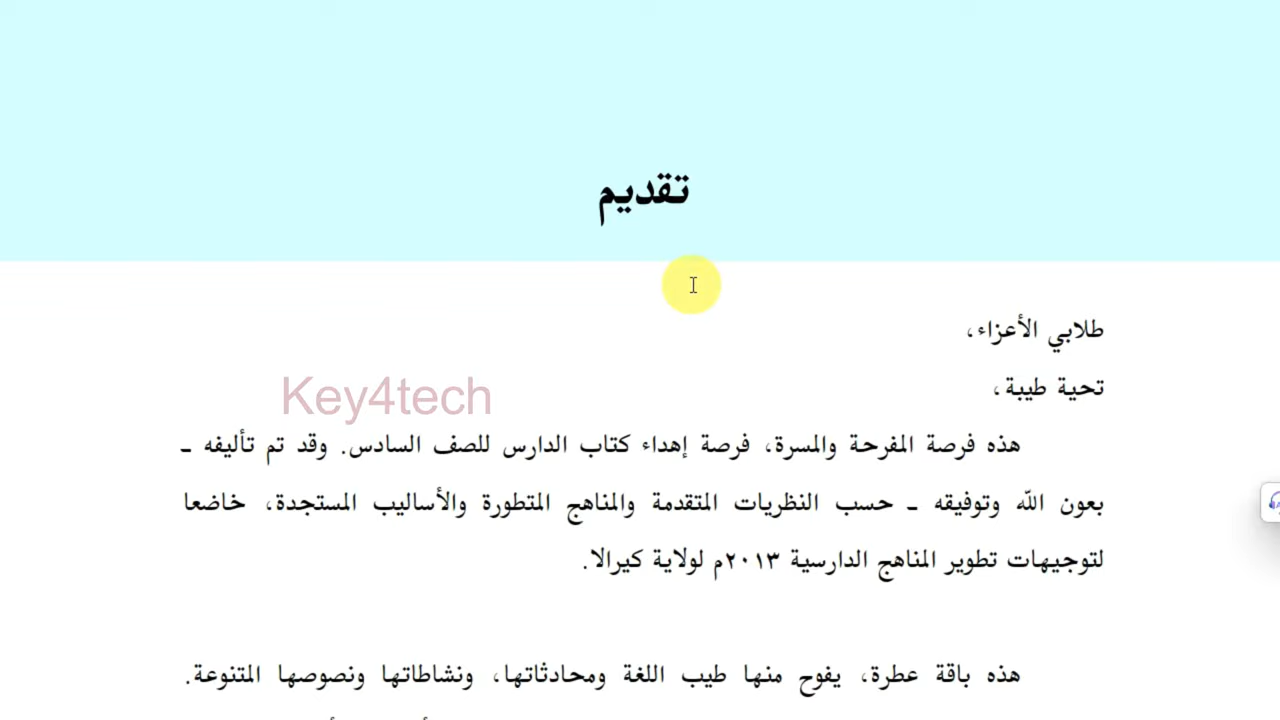 تقديم
طلابي الأعزاء،
تحية طيبة،
Key4tech
هذه فرصة المفرحة والمسرة، فرصة إهداء كتاب الدارس للصف السادس. وقد تم تأليفه ـ
بعون الله وتوفيقه ـ حسب النظريات المتقدمة والمناهج المتطورة والأساليب المستجدة، خاضعا
لتوجيهات تطوير المناهج الدارسية ٢٠١٣م لولاية كيرالا.
هذه باقة عطرة، يفوح منها طيب اللغة ومحادثاتها، ونشاطاتها ونصوصها المتنوعة.